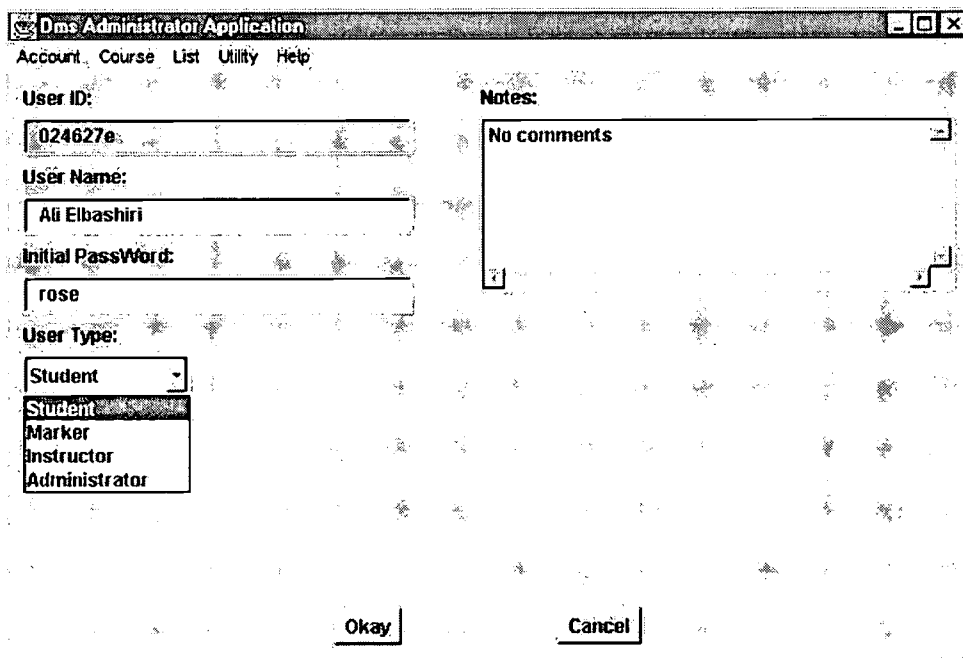 Dms Administrator Application
Account Course List Utility Help
User ID:
024627e
User Name:
Ali Elbashiri
Initial PassWord:
rose
User Type:
Student
Student
Marker
Instructor
Administrator
Notes:
No comments
Okay
Cancel